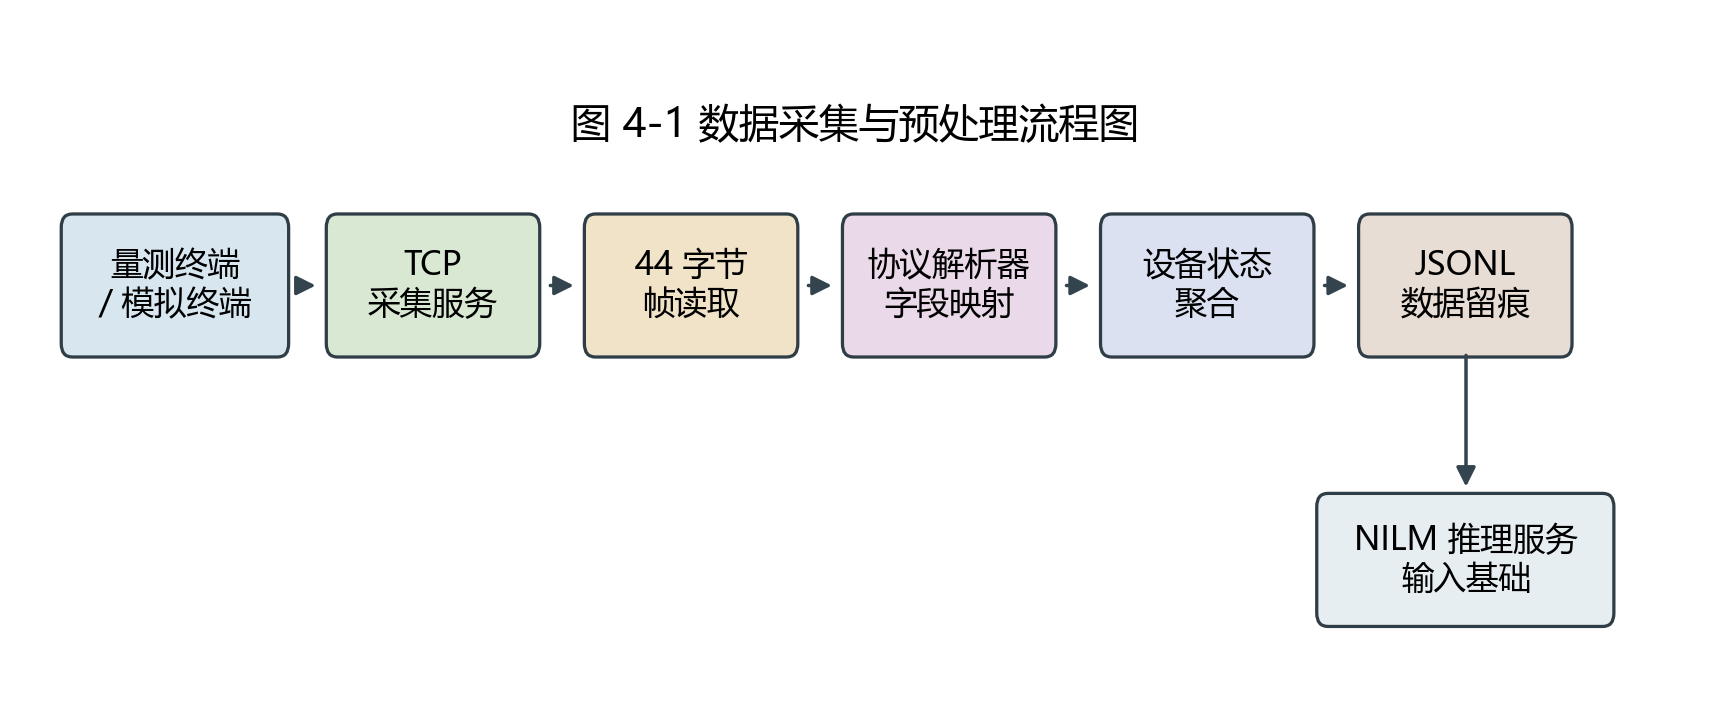 图 4-1 数据采集与预处理流程图
量测终端
/ 模拟终端
TCP
采集服务
44 字节
帧读取
协议解析器
字段映射
设备状态
聚合
JSONL
数据留痕
NILM 推理服务
输入基础